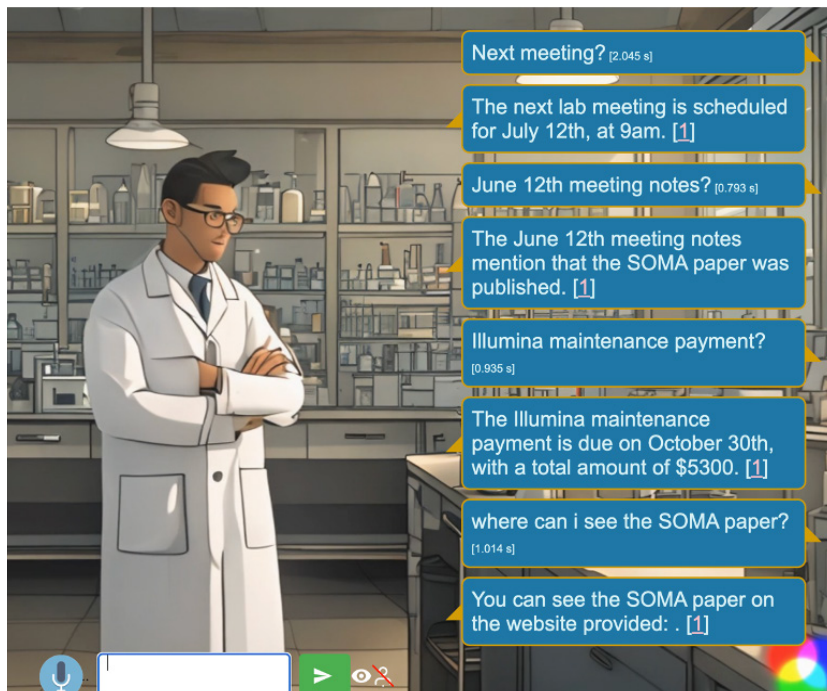 Next meeting? [2.045 s]
The next lab meeting is scheduled
for July 12th, at 9am. [1]
June 12th meeting notes? [0.793 s]
The June 12th meeting notes
mention that the SOMA paper was
published. [1]
Illumina maintenance payment?
[0.935 s]
The Illumina maintenance
payment is due on October 30th,
with a total amount of $5300. [1]
where can i see the SOMA paper?
[1.014 s]
You can see the SOMA paper on
the website provided: . [1]